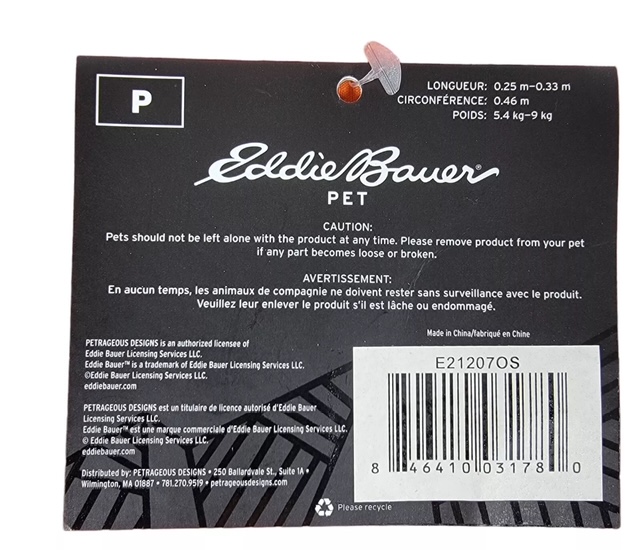 P
LONGUEUR: 0.25 m–0.33 m
CIRCONFÉRENCE: 0.46 m
POIDS: 5.4 kg–9 kg
Eddie Bauer®
PET
CAUTION:
Pets should not be left alone with the product at any time. Please remove product from your pet
if any part becomes loose or broken.
AVERTISSEMENT:
En aucun temps, les animaux de compagnie ne doivent rester sans surveillance avec le produit.
Veuillez leur enlever le produit s'il est lâche ou endommagé.
Made in China/fabriqué en Chine
PETRAGEOUS DESIGNS is an authorized licensee of
Eddie Bauer Licensing Services LLC.
Eddie Bauer™ is a trademark of Eddie Bauer Licensing Services LLC.
©Eddie Bauer Licensing Services LLC.
eddiebauer.com
PETRAGEOUS DESIGNS est un titulaire de licence autorisé d'Eddie Bauer
Licensing Services LLC.
Eddie Bauer™ est une marque commerciale d'Eddie Bauer Licensing Services LLC.
© Eddie Bauer Licensing Services LLC.
eddiebauer.com
Distributed by: PETRAGEOUS DESIGNS • 250 Ballardvale St., Suite 1A •
Wilmington, MA 01887 • 781.270.9519 • petrageousdesigns.com
E21207OS
8 46410 03178 0
Please recycle